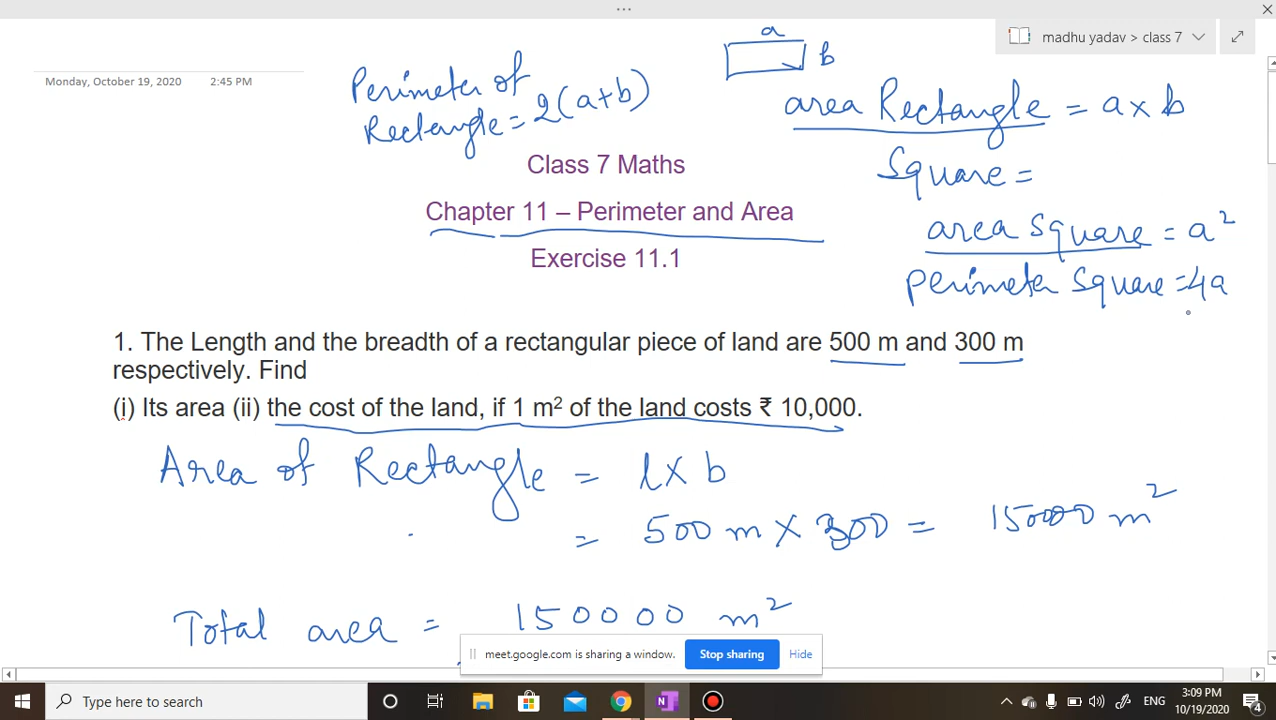 madhu yadav > class 7
Monday, October 19, 2020 2:45 PM
a
b
Perimeter of
Rectangle = 2(a+b)
area Rectangle = a x b
Square =
area square = a²
Perimeter Square = 4a
Class 7 Maths
Chapter 11 – Perimeter and Area
Exercise 11.1
1. The Length and the breadth of a rectangular piece of land are 500 m and 300 m
respectively. Find
(i) Its area (ii) the cost of the land, if 1 m² of the land costs ₹ 10,000.
Area of Rectangle = l x b
= 500 m x 300 = 150000 m²
Total area = 150000 m²
meet.google.com is sharing a window. Stop sharing Hide
Type here to search
ENG
3:09 PM
10/19/2020
4